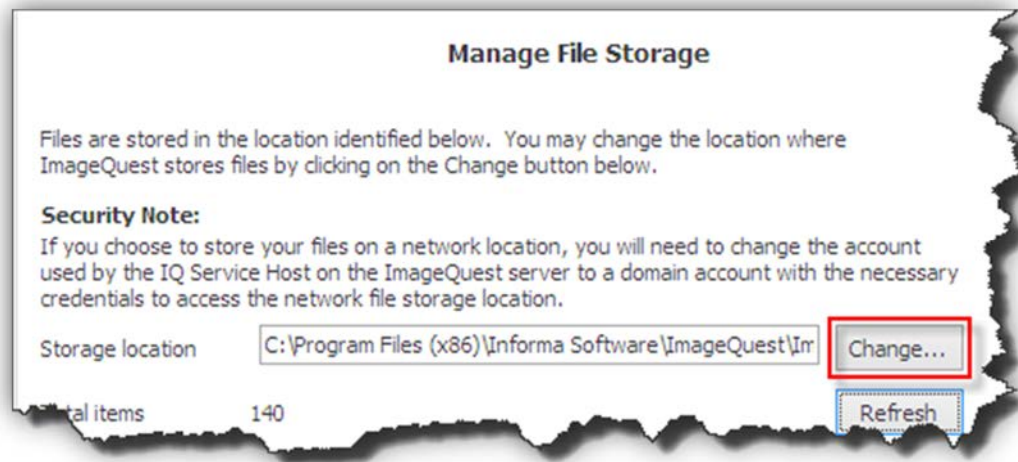 Manage File Storage
Files are stored in the location identified below.  You may change the location where
ImageQuest stores files by clicking on the Change button below.
Security Note:
If you choose to store your files on a network location, you will need to change the account
used by the IQ Service Host on the ImageQuest server to a domain account with the necessary
credentials to access the network file storage location.
Storage location C:\Program Files (x86)\Informa Software\ImageQuest\Im Change...
items 140 Refresh